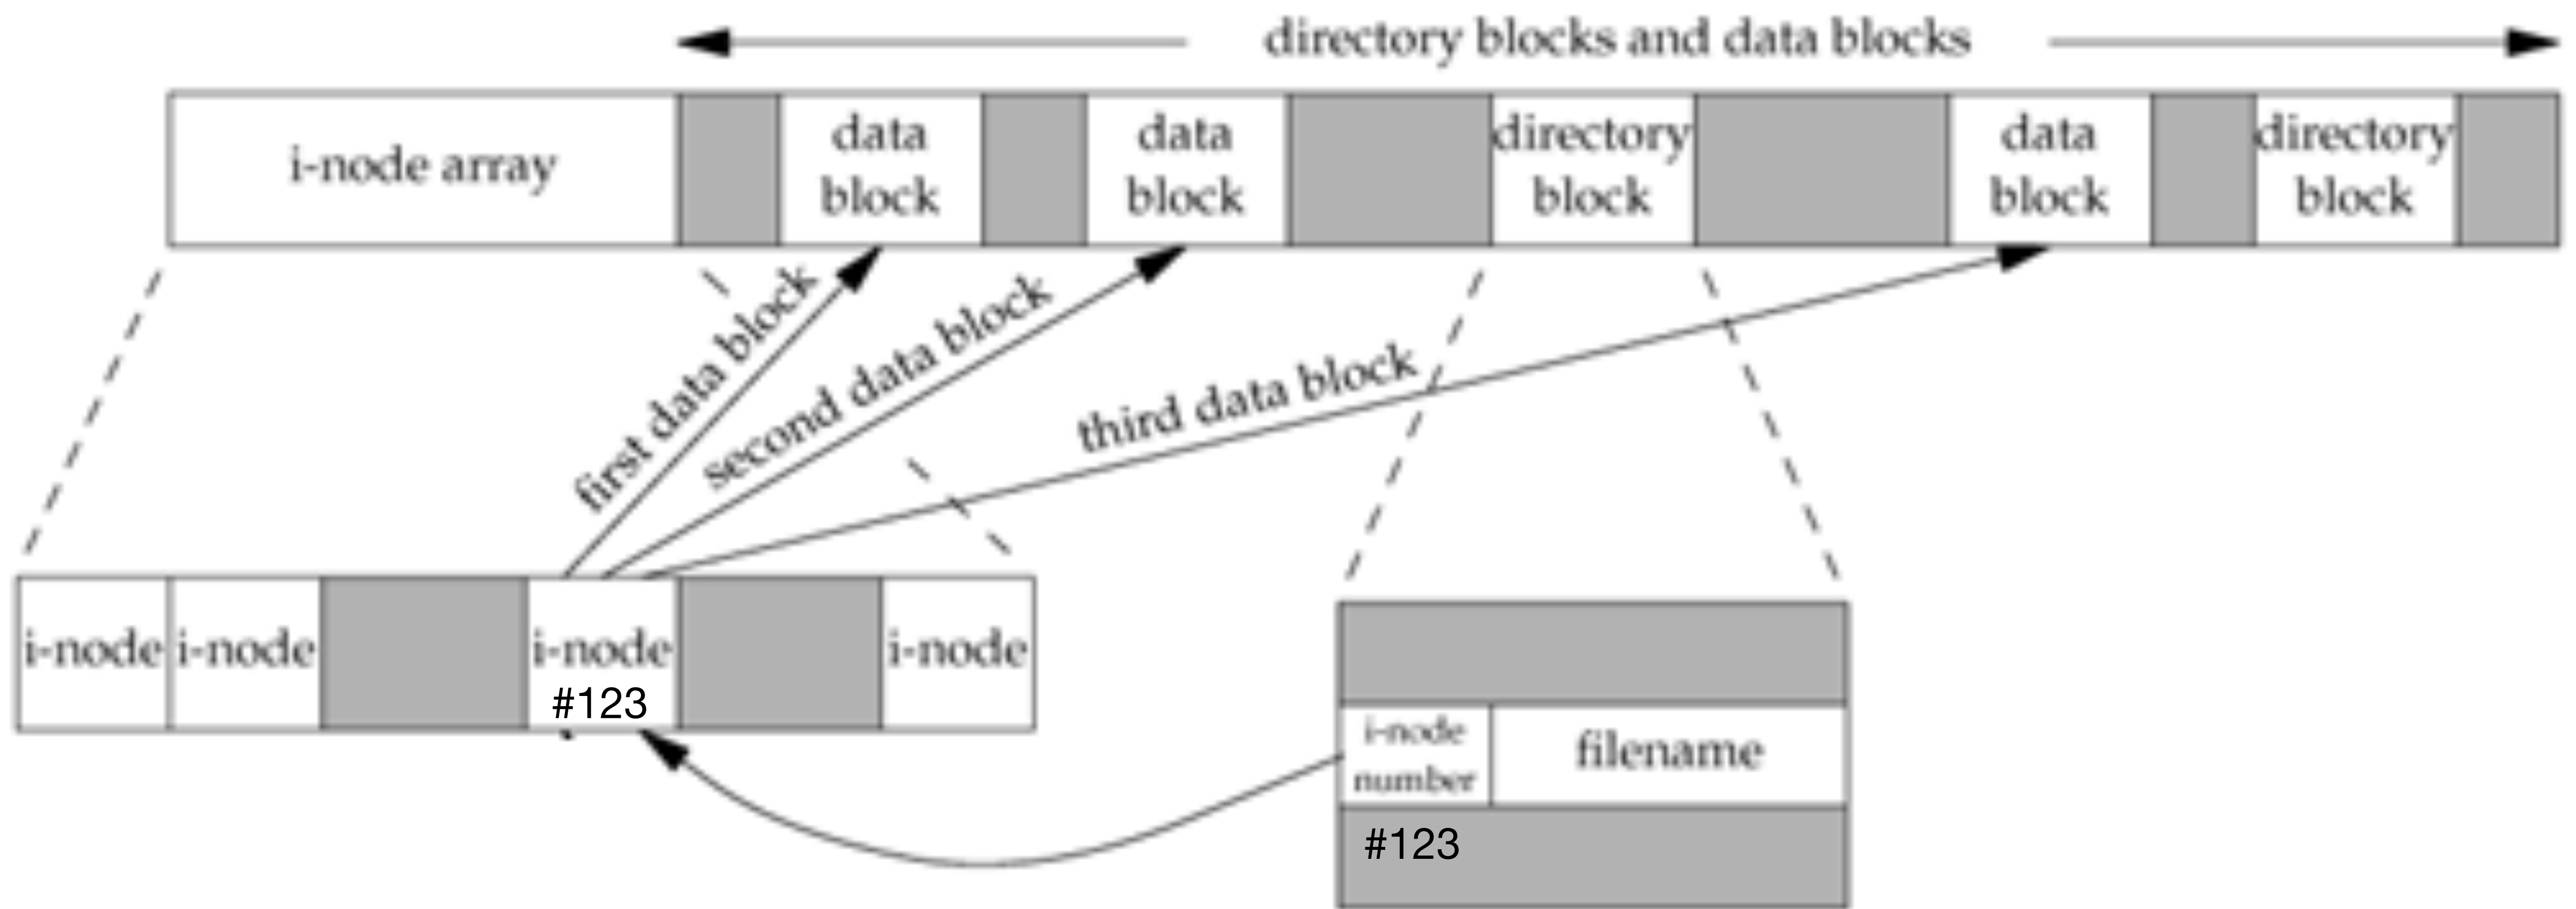 directory blocks and data blocks
i-node array
data
block
data
block
directory
block
data
block
directory
block
first data block
second data block
third data block
i-node
i-node
i-node
#123
i-node
i-node
number
filename
#123